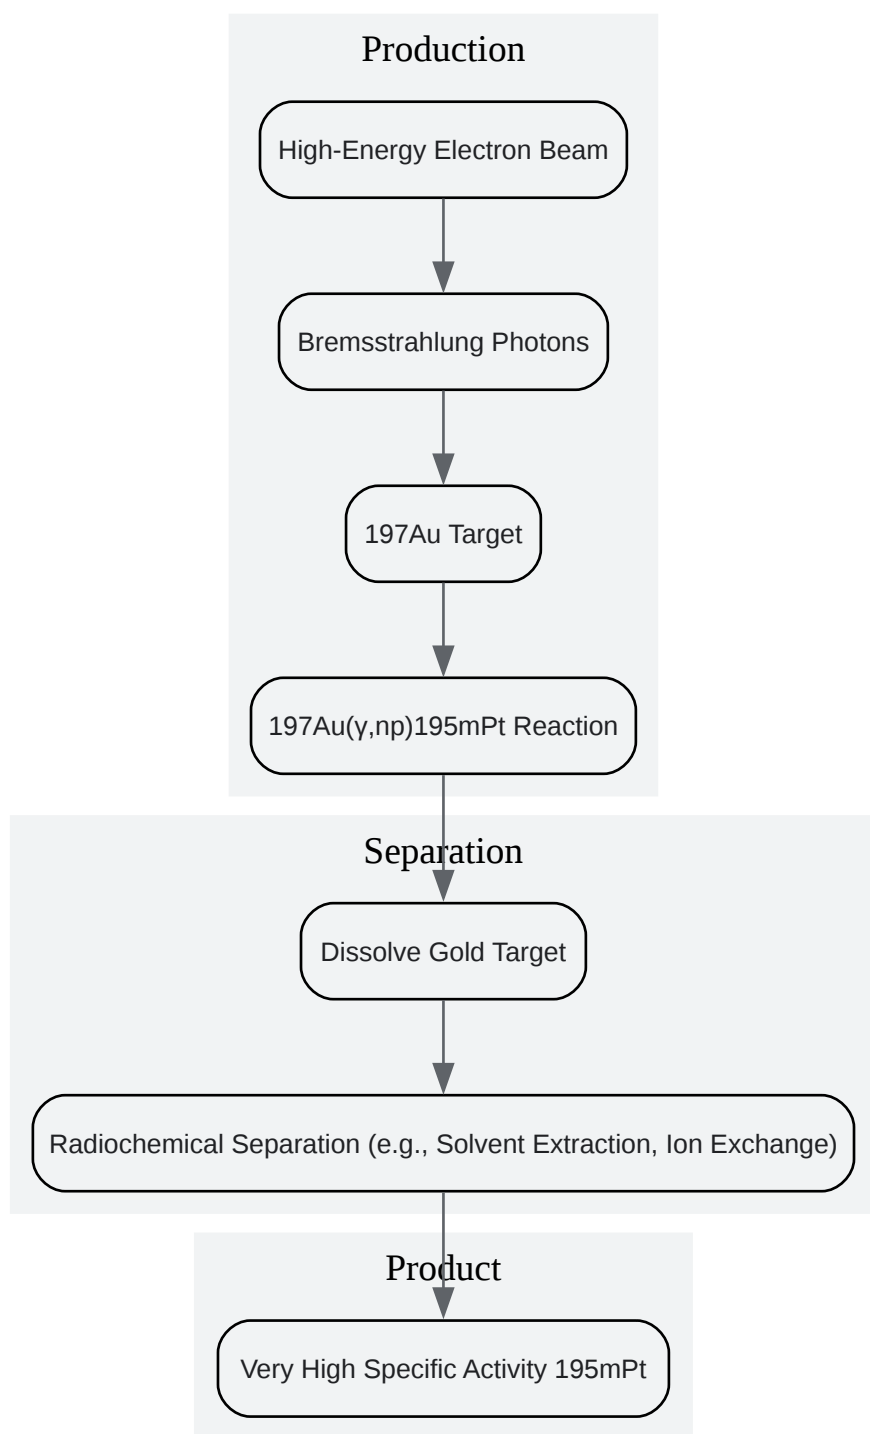 Production
High-Energy Electron Beam
Bremsstrahlung Photons
197Au Target
197Au(γ,np)195mPt Reaction
Separation
Dissolve Gold Target
Radiochemical Separation (e.g., Solvent Extraction, Ion Exchange)
Product
Very High Specific Activity 195mPt